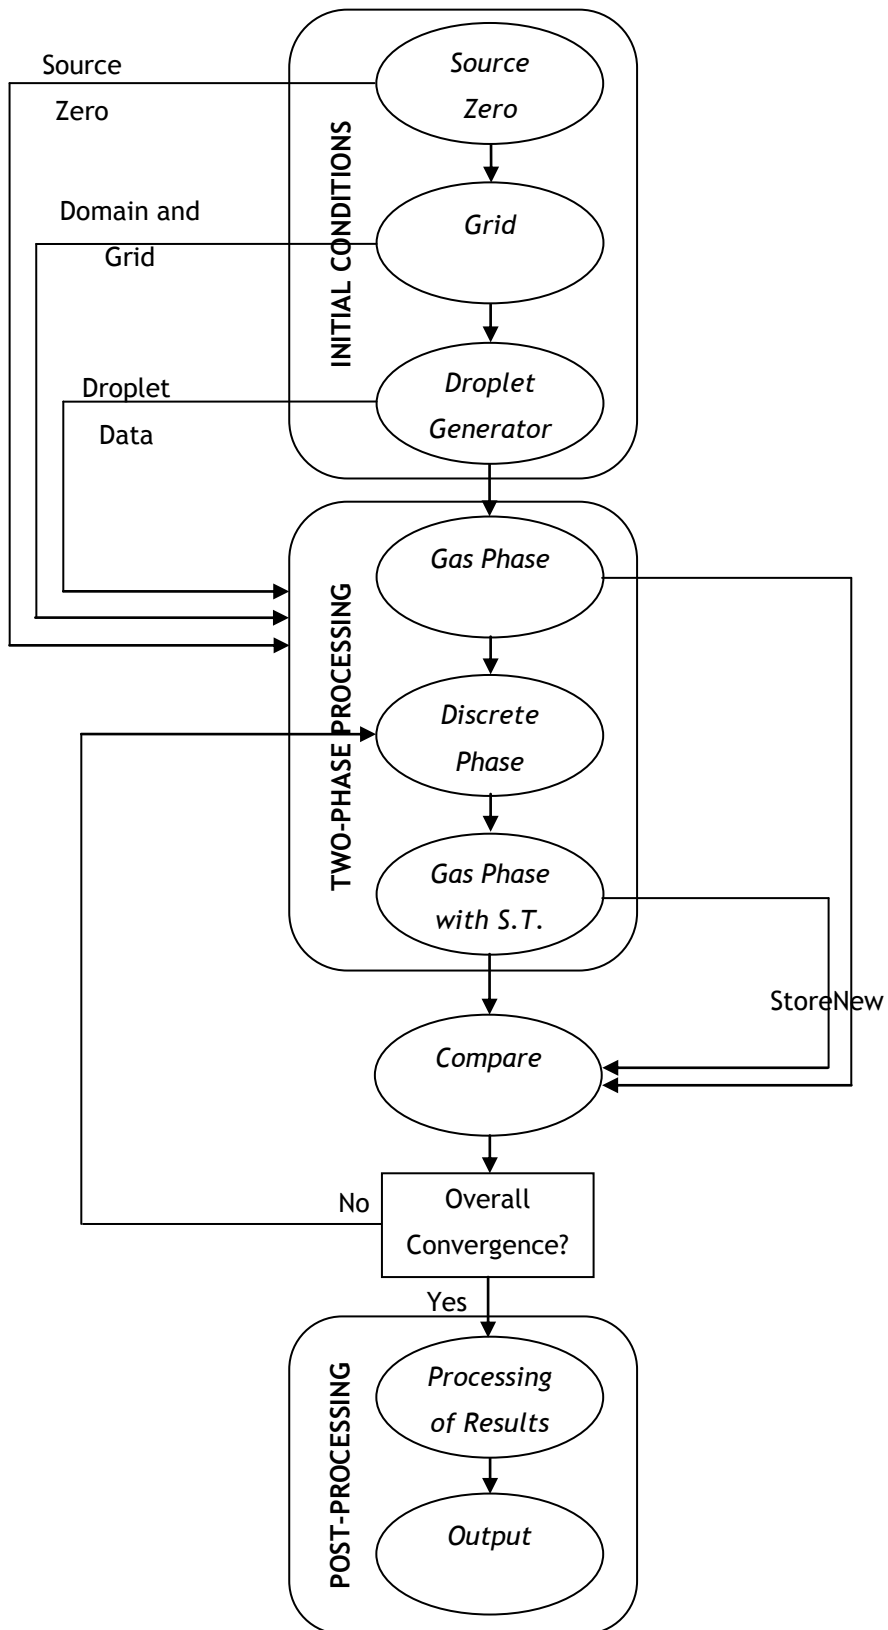 Source
Zero
Source
Zero
INITIAL CONDITIONS
Domain and
Grid
Grid
Droplet
Data
Droplet
Generator
Gas Phase
TWO-PHASE PROCESSING
Discrete
Phase
Gas Phase
with S.T.
StoreNew
Compare
No
Overall
Convergence?
Yes
Processing
of Results
POST-PROCESSING
Output